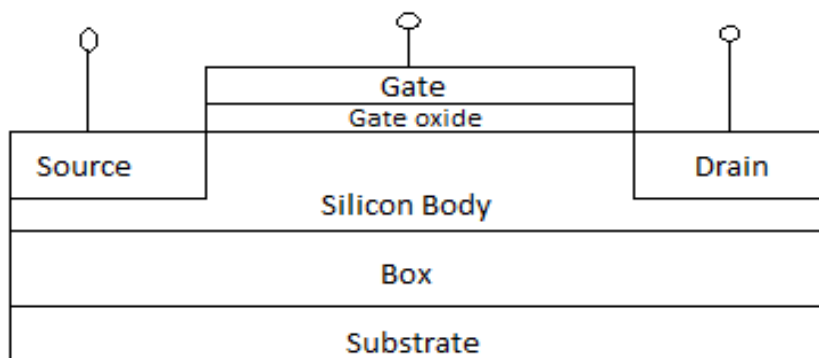 Gate
Gate oxide
Source
Drain
Silicon Body
Box
Substrate